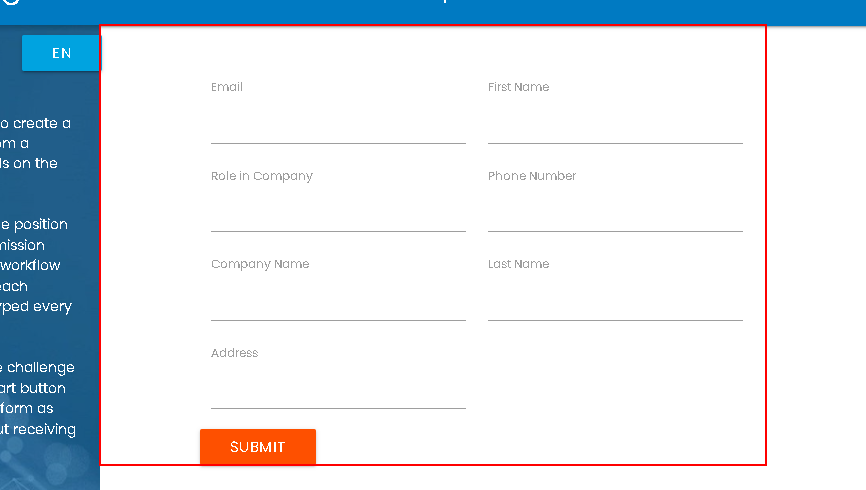 EN
o create a
om a
ls on the
e position
mission
workflow
each
yped every
e challenge
art button
form as
ut receiving
Email
First Name
Role in Company
Phone Number
Company Name
Last Name
Address
SUBMIT